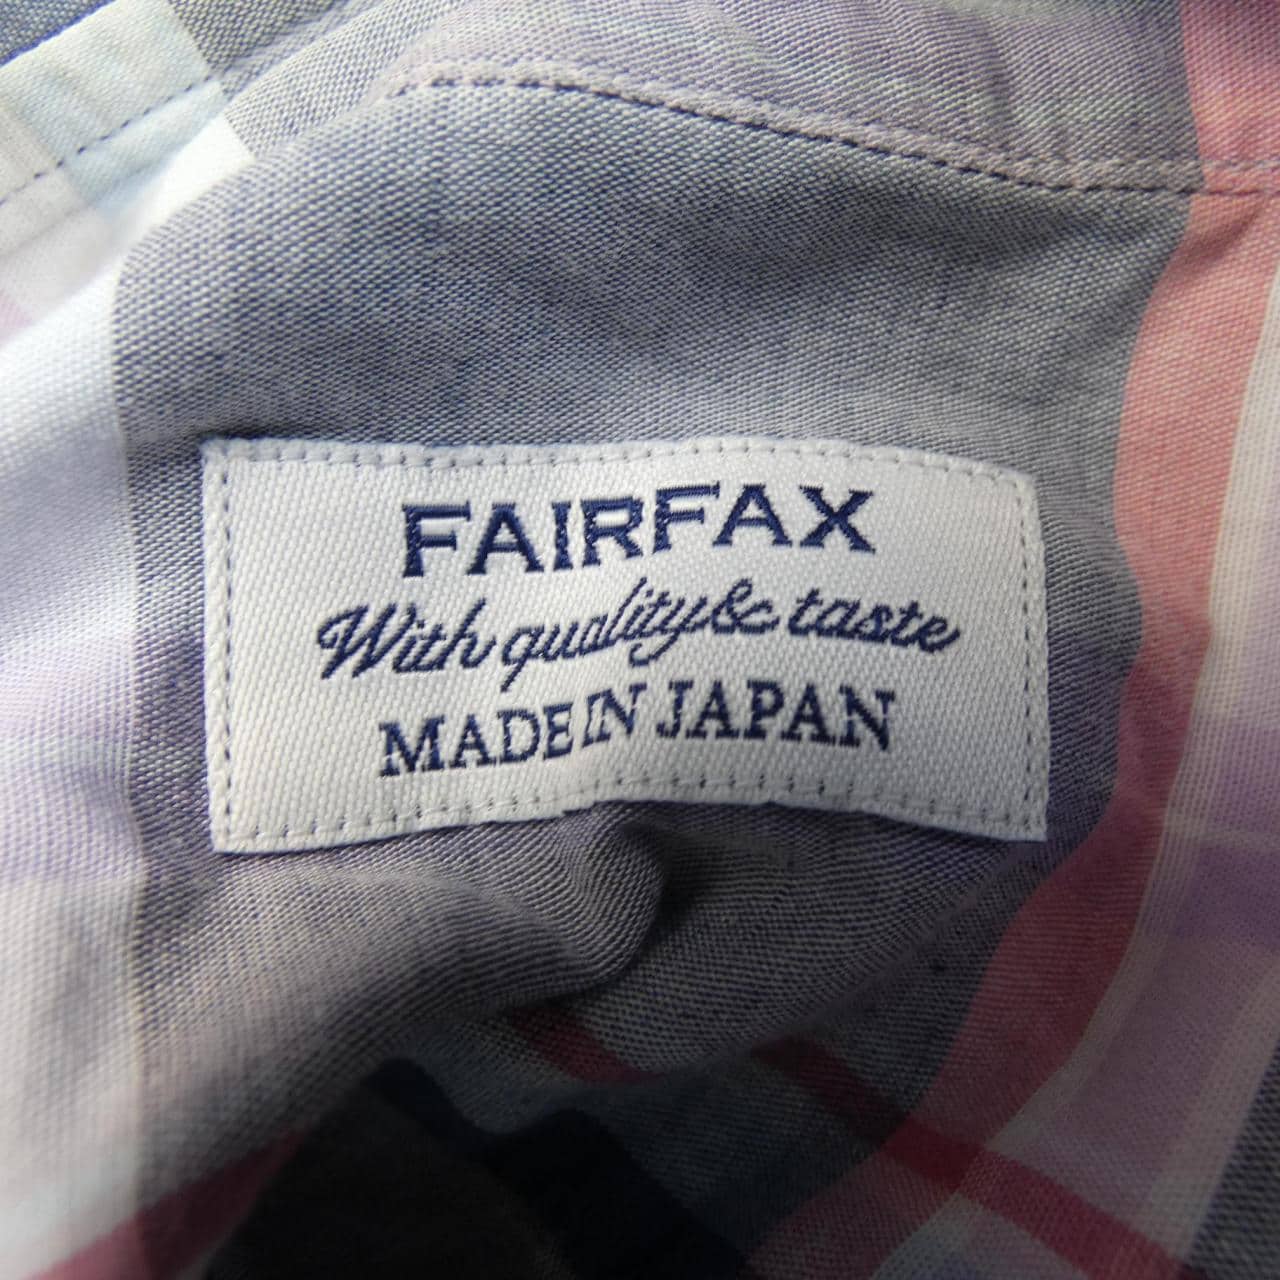 FAIRFAX
With quality & taste
MADE IN JAPAN